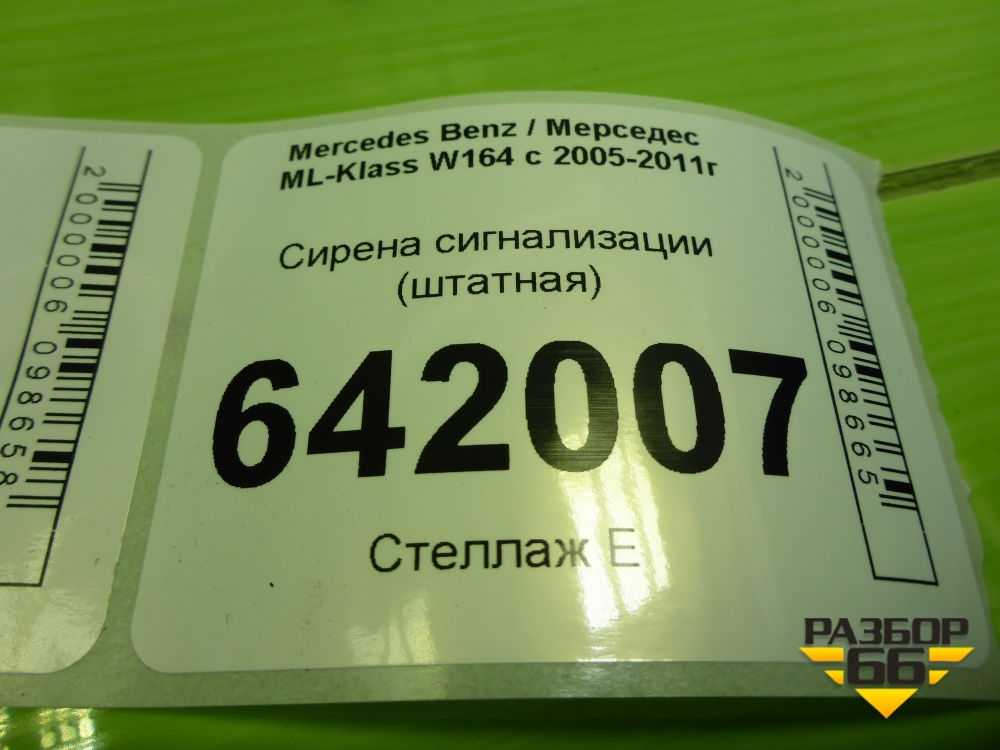 Mercedes Benz / Мерседес
ML-Klass W164 с 2005-2011г
Сирена сигнализации
(штатная)
642007
Стеллаж Е
2000006098665
2000006098658
РАЗБОР
66